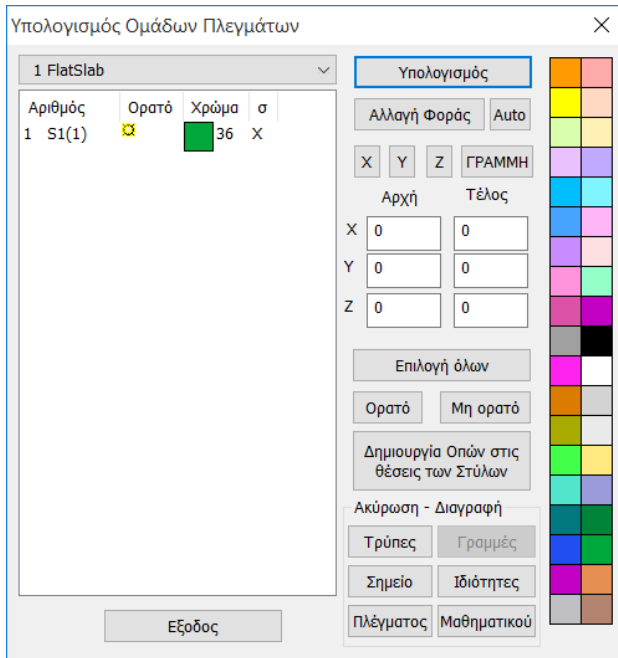 Υπολογισμός Ομάδων Πλεγμάτων
1 FlatSlab
Αριθμός Ορατό Χρώμα σ
1 S1(1) 36 X
Υπολογισμός
Αλλαγή Φοράς Auto
X Y Z ΓΡΑΜΜΗ
Αρχή Τέλος
X 0 0
Y 0 0
Z 0 0
Επιλογή όλων
Ορατό Μη ορατό
Δημιουργία Οπών στις
θέσεις των Στύλων
Ακύρωση - Διαγραφή
Τρύπες Γραμμές
Σημείο Ιδιότητες
Πλέγματος Μαθηματικού
Εξοδος